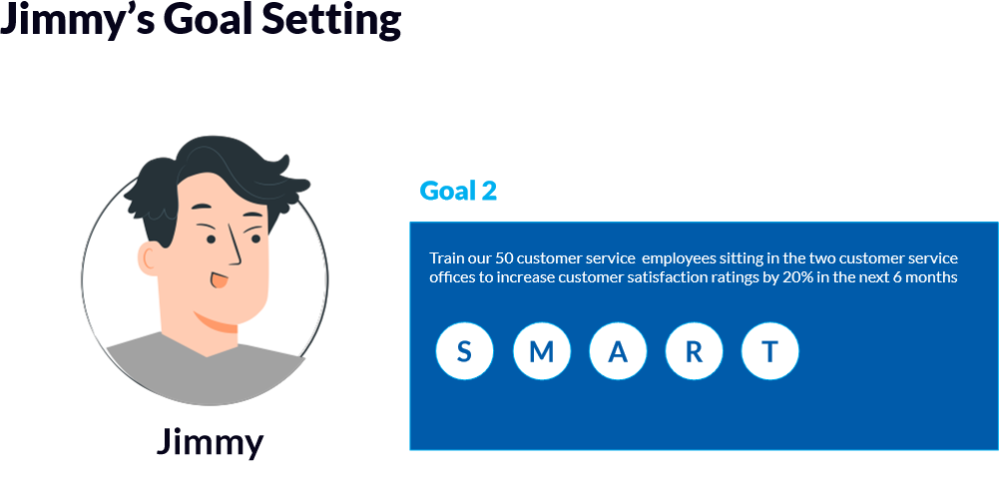 Jimmy’s Goal Setting
Goal 2
Train our 50 customer service  employees sitting in the two customer service
offices to increase customer satisfaction ratings by 20% in the next 6 months
S M A R T
Jimmy